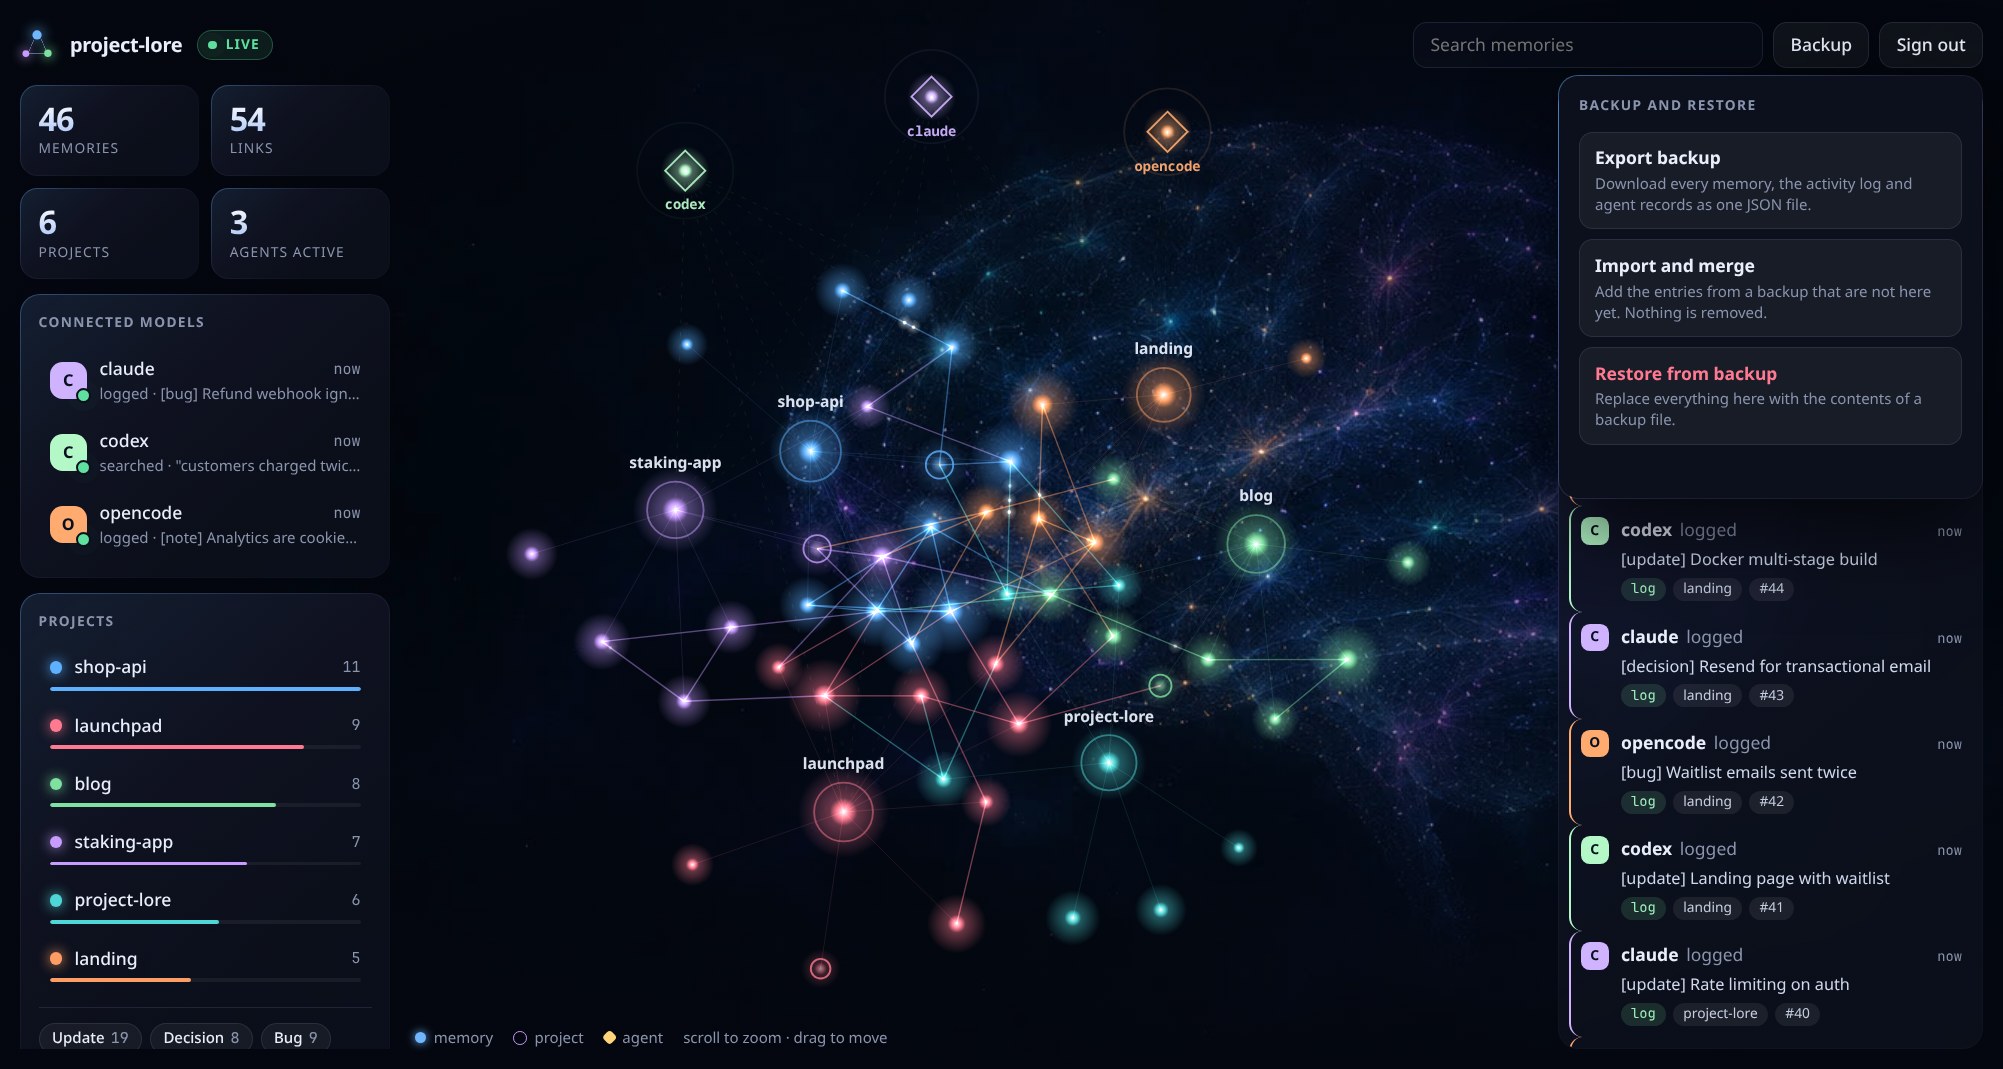 project-lore
LIVE
Search memories
Backup
Sign out
46
MEMORIES
54
LINKS
6
PROJECTS
3
AGENTS ACTIVE
CONNECTED MODELS
C
claude
now
logged · [bug] Refund webhook ign...
C
codex
now
searched · "customers charged twic...
O
opencode
now
logged · [note] Analytics are cookie...
PROJECTS
shop-api
11
launchpad
9
blog
8
staking-app
7
project-lore
6
landing
5
Update 19
Decision 8
Bug 9
claude
opencode
codex
landing
shop-api
staking-app
blog
project-lore
launchpad
memory
project
agent
scroll to zoom · drag to move
BACKUP AND RESTORE
Export backup
Download every memory, the activity log and
agent records as one JSON file.
Import and merge
Add the entries from a backup that are not here
yet. Nothing is removed.
Restore from backup
Replace everything here with the contents of a
backup file.
C
codex logged
now
[update] Docker multi-stage build
log
landing
#44
C
claude logged
now
[decision] Resend for transactional email
log
landing
#43
O
opencode logged
now
[bug] Waitlist emails sent twice
log
landing
#42
C
codex logged
now
[update] Landing page with waitlist
log
landing
#41
C
claude logged
now
[update] Rate limiting on auth
log
project-lore
#40